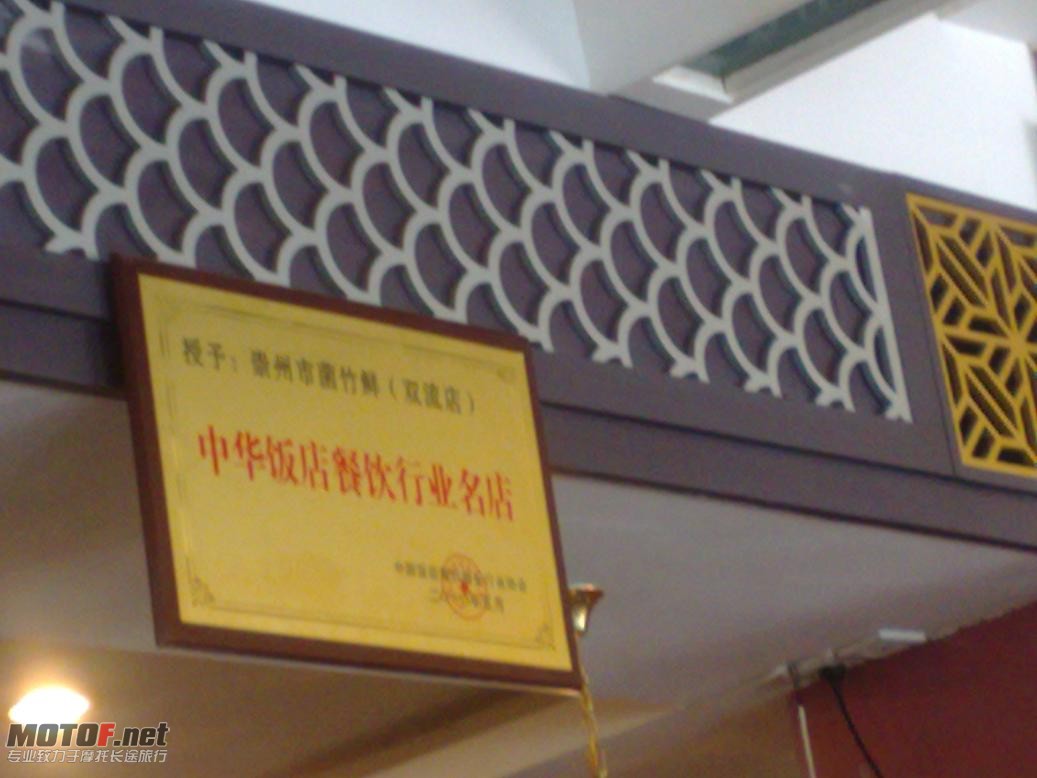 授予：崇州市菌竹鲜（双流店）
中华饭店餐饮行业名店
MOTOF.net
专业致力于摩托长途旅行